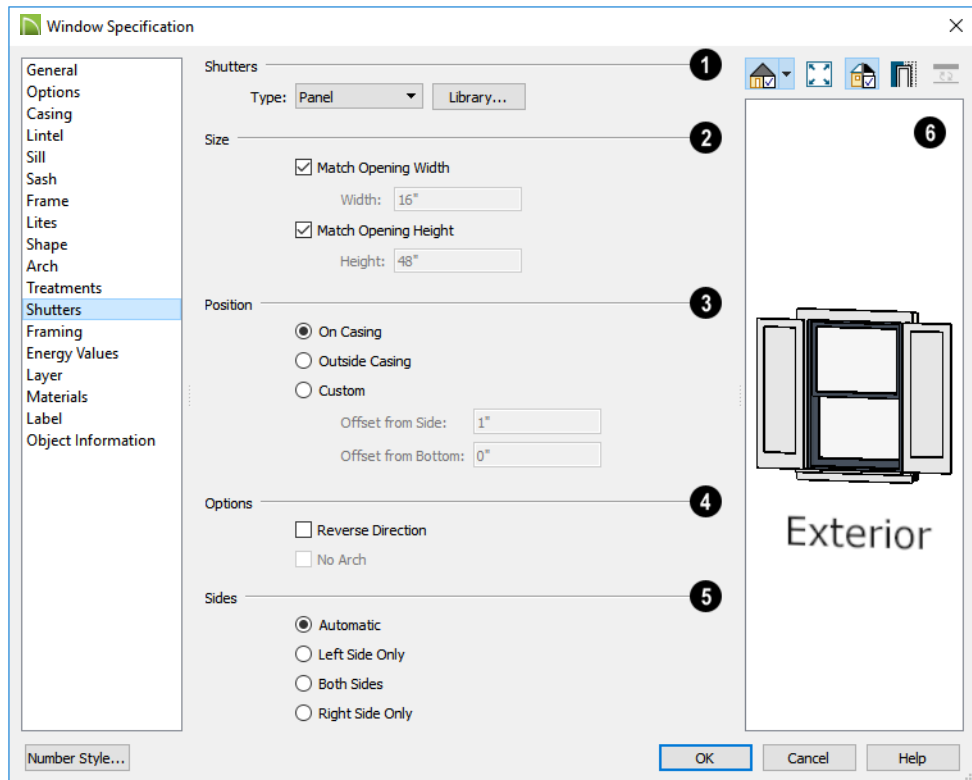 Window Specification
General
Options
Casing
Lintel
Sill
Sash
Frame
Lites
Shape
Arch
Treatments
Shutters
Framing
Energy Values
Layer
Materials
Label
Object Information
Shutters 1
Type: Panel Library...
Size 2
Match Opening Width
Width: 16"
Match Opening Height
Height: 48"
Position 3
On Casing
Outside Casing
Custom
Offset from Side: 1"
Offset from Bottom: 0"
Options 4
Reverse Direction
No Arch
Sides 5
Automatic
Left Side Only
Both Sides
Right Side Only
6
Exterior
Number Style... OK Cancel Help